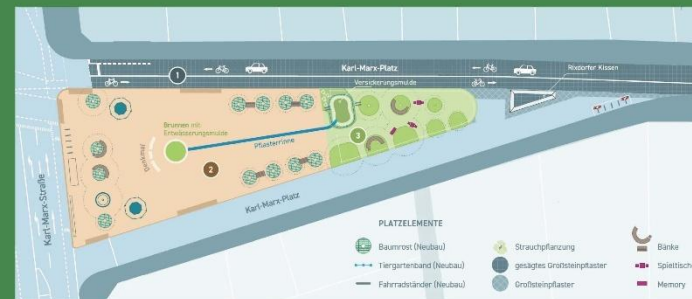 Karl-Marx-Platz
Versickerungsmulde
Rixdorfer Kissen
1
Brunnen mit
Entwässerungsmulde
Denkmal
Pflasterrinne
2
3
Karl-Marx-Straße
Karl-Marx-Platz
PLATZELEMENTE
Baumrost (Neubau)
Tiergartenband (Neubau)
Fahrradständer (Neubau)
Strauchpflanzung
gesägtes Großsteinpflaster
Großsteinpflaster
Bänke
Spieltische
Memory